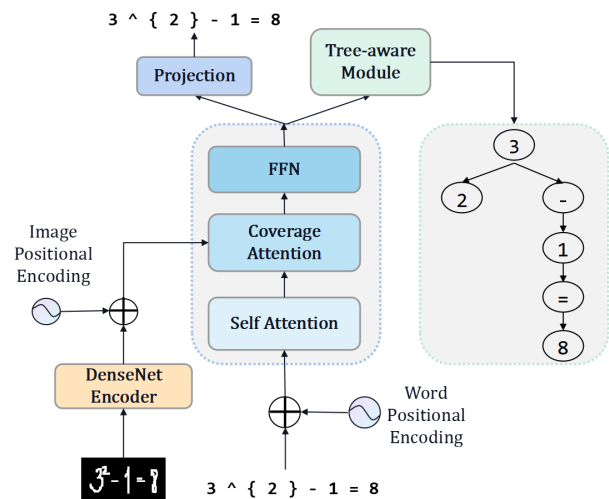 3 ^ { 2 } - 1 = 8
Projection
Tree-aware
Module
FFN
Coverage
Attention
Self Attention
Image
Positional
Encoding
DenseNet
Encoder
3² - 1 = 8
Word
Positional
Encoding
3 ^ { 2 } - 1 = 8
3
2
-
1
=
8